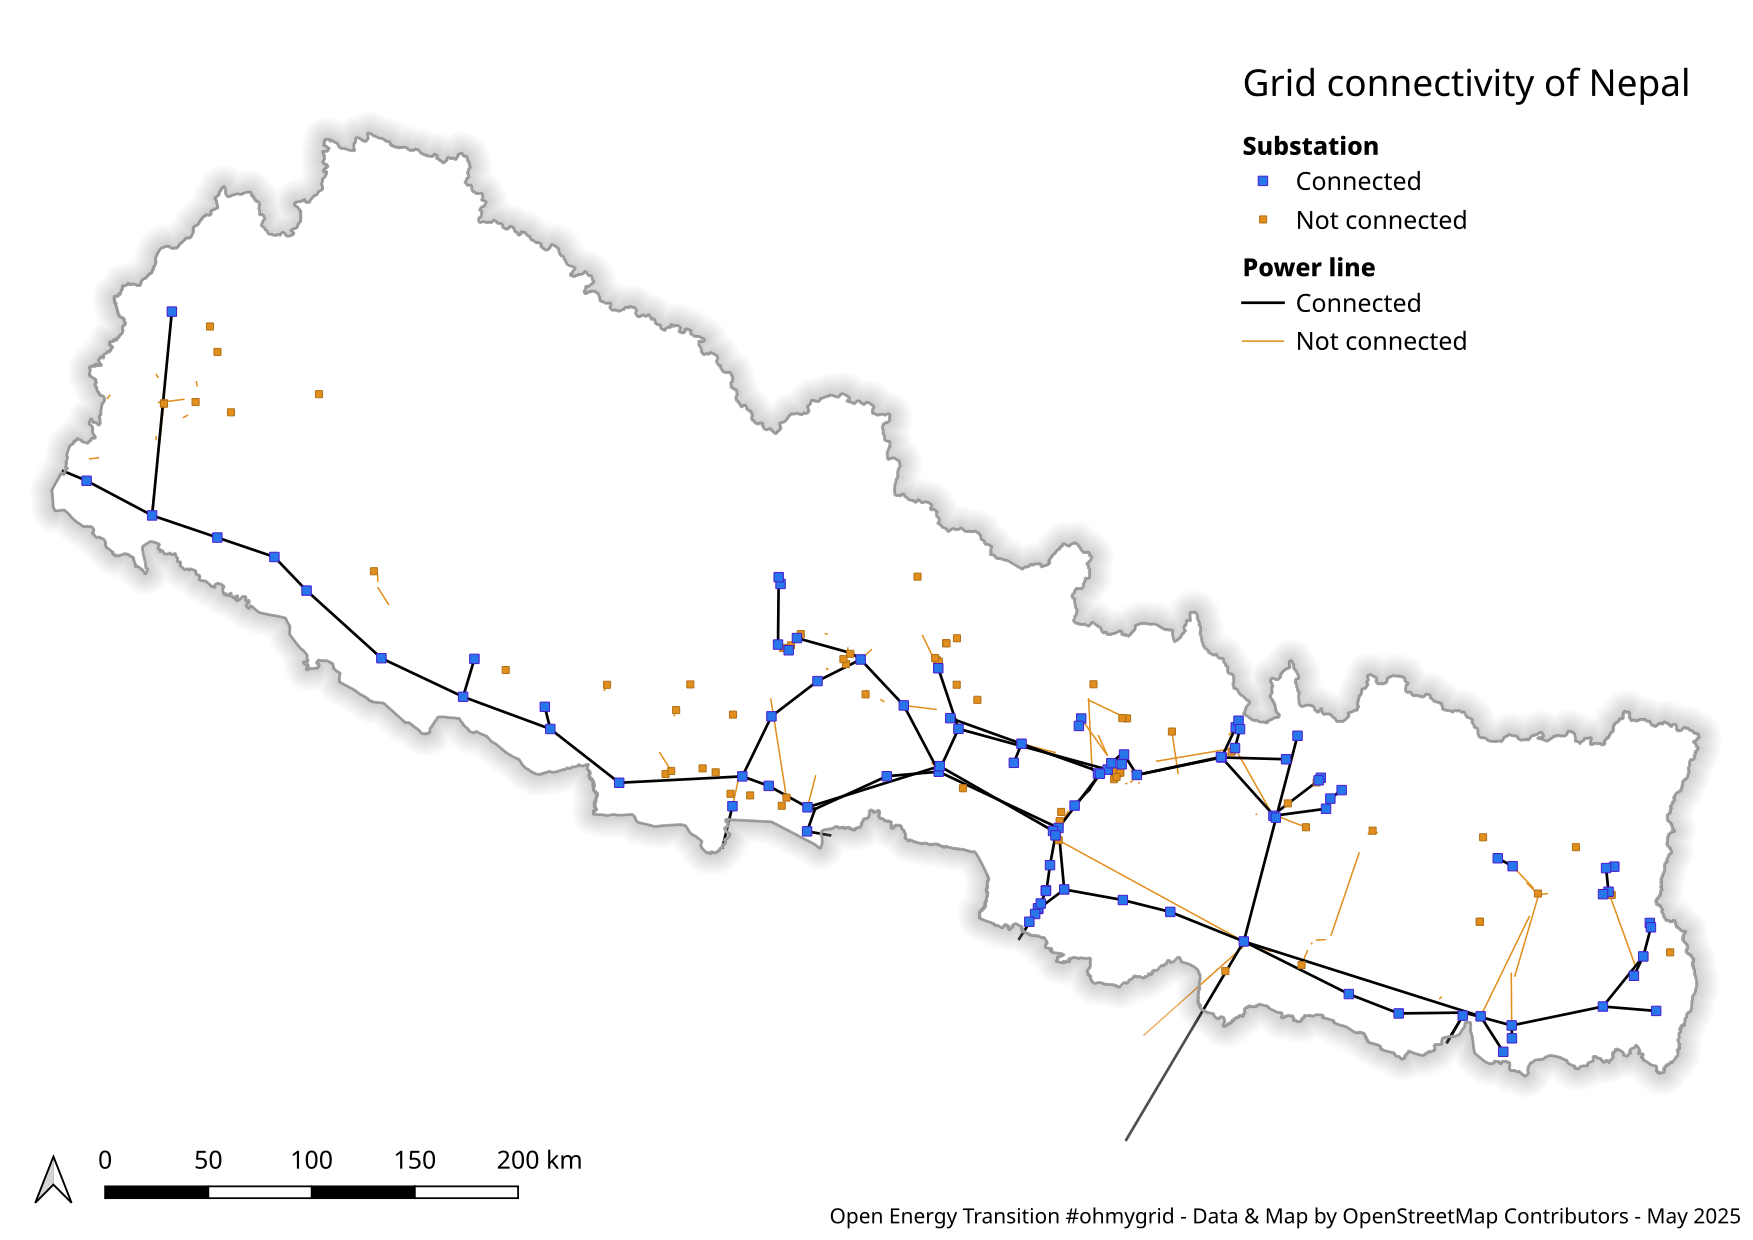 Grid connectivity of Nepal
Substation
Connected
Not connected
Power line
Connected
Not connected
0 50 100 150 200 km
Open Energy Transition #ohmygrid - Data & Map by OpenStreetMap Contributors - May 2025